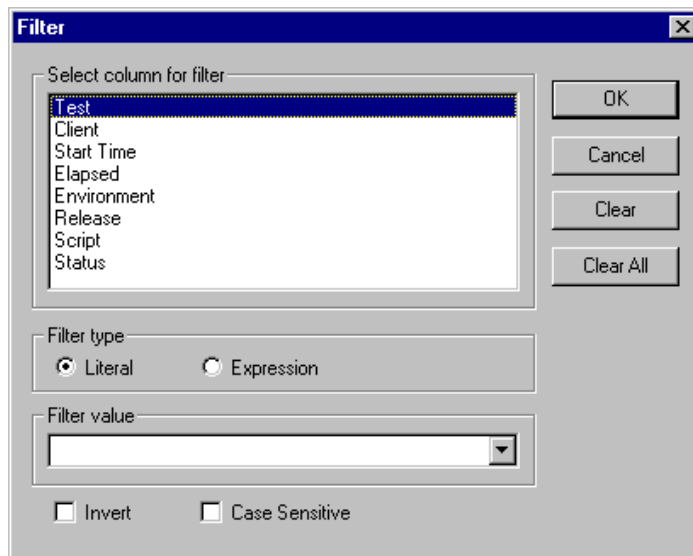 Filter
Select column for filter
Test
Client
Start Time
Elapsed
Environment
Release
Script
Status
OK
Cancel
Clear
Clear All
Filter type
Literal
Expression
Filter value
Invert
Case Sensitive